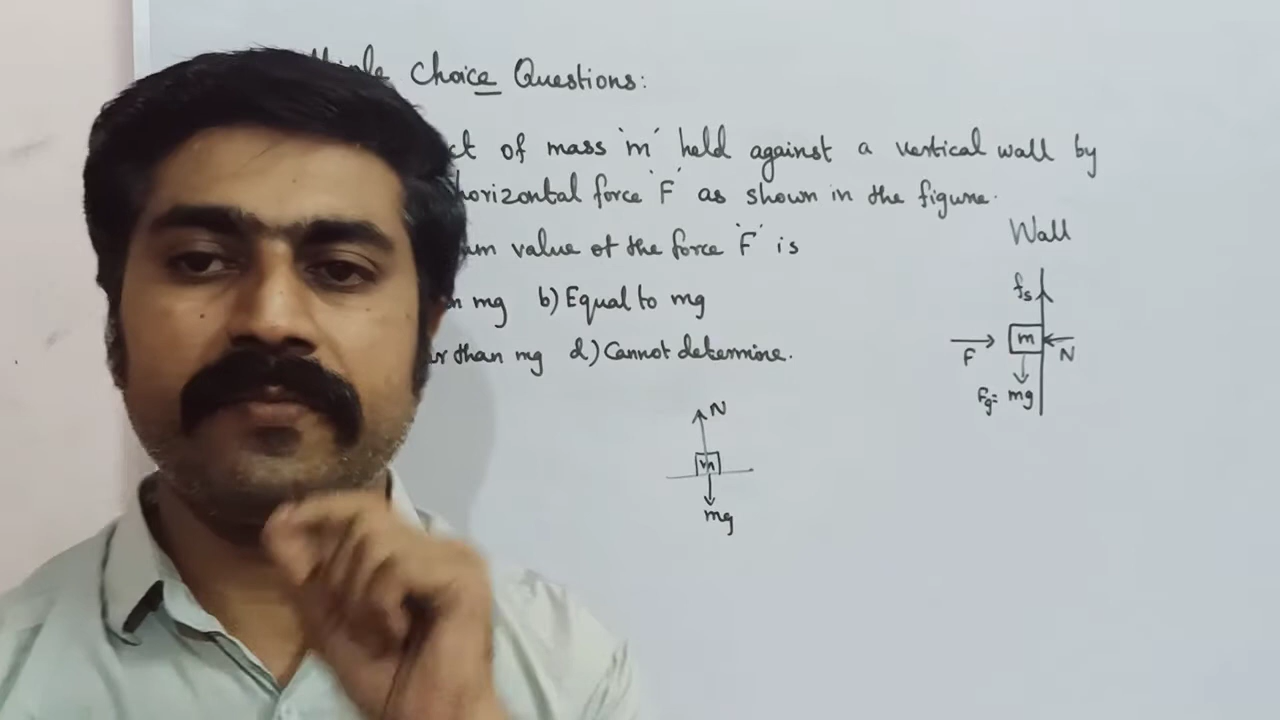 Choice Questions:
of mass 'm' held against a vertical wall by
horizontal force 'F' as shown in the figure.
value of the force 'F' is
mg b) Equal to mg
than mg d) Cannot determine.
Wall
fs
m
F
N
Fg= mg
N
m
mg